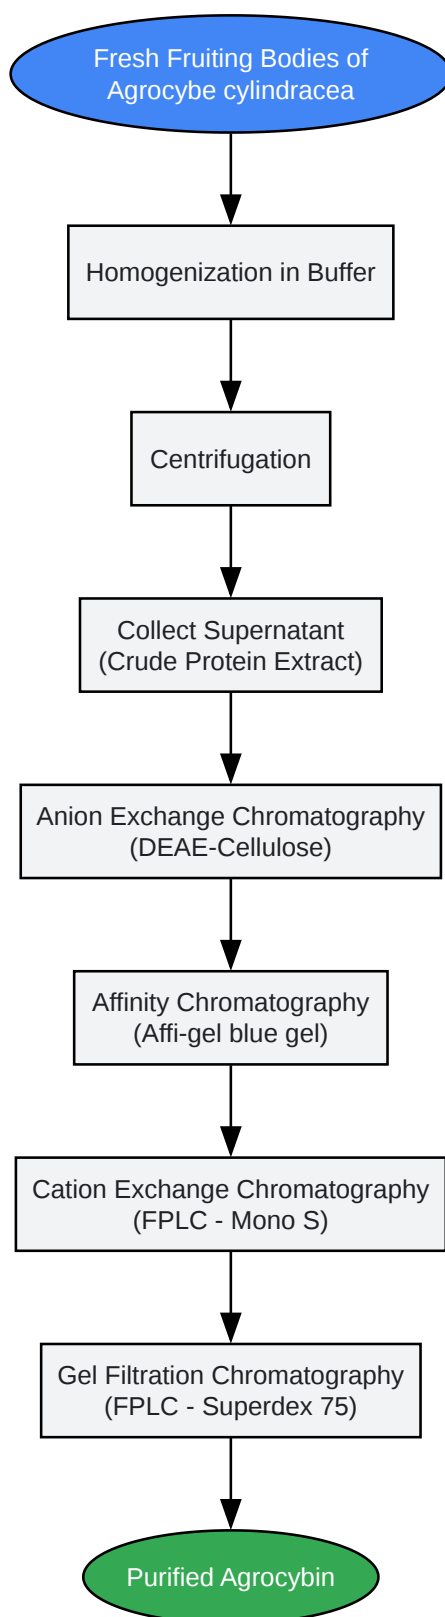 Fresh Fruiting Bodies of
Agrocybe cylindracea
Homogenization in Buffer
Centrifugation
Collect Supernatant
(Crude Protein Extract)
Anion Exchange Chromatography
(DEAE-Cellulose)
Affinity Chromatography
(Affi-gel blue gel)
Cation Exchange Chromatography
(FPLC - Mono S)
Gel Filtration Chromatography
(FPLC - Superdex 75)
Purified Agrocybin